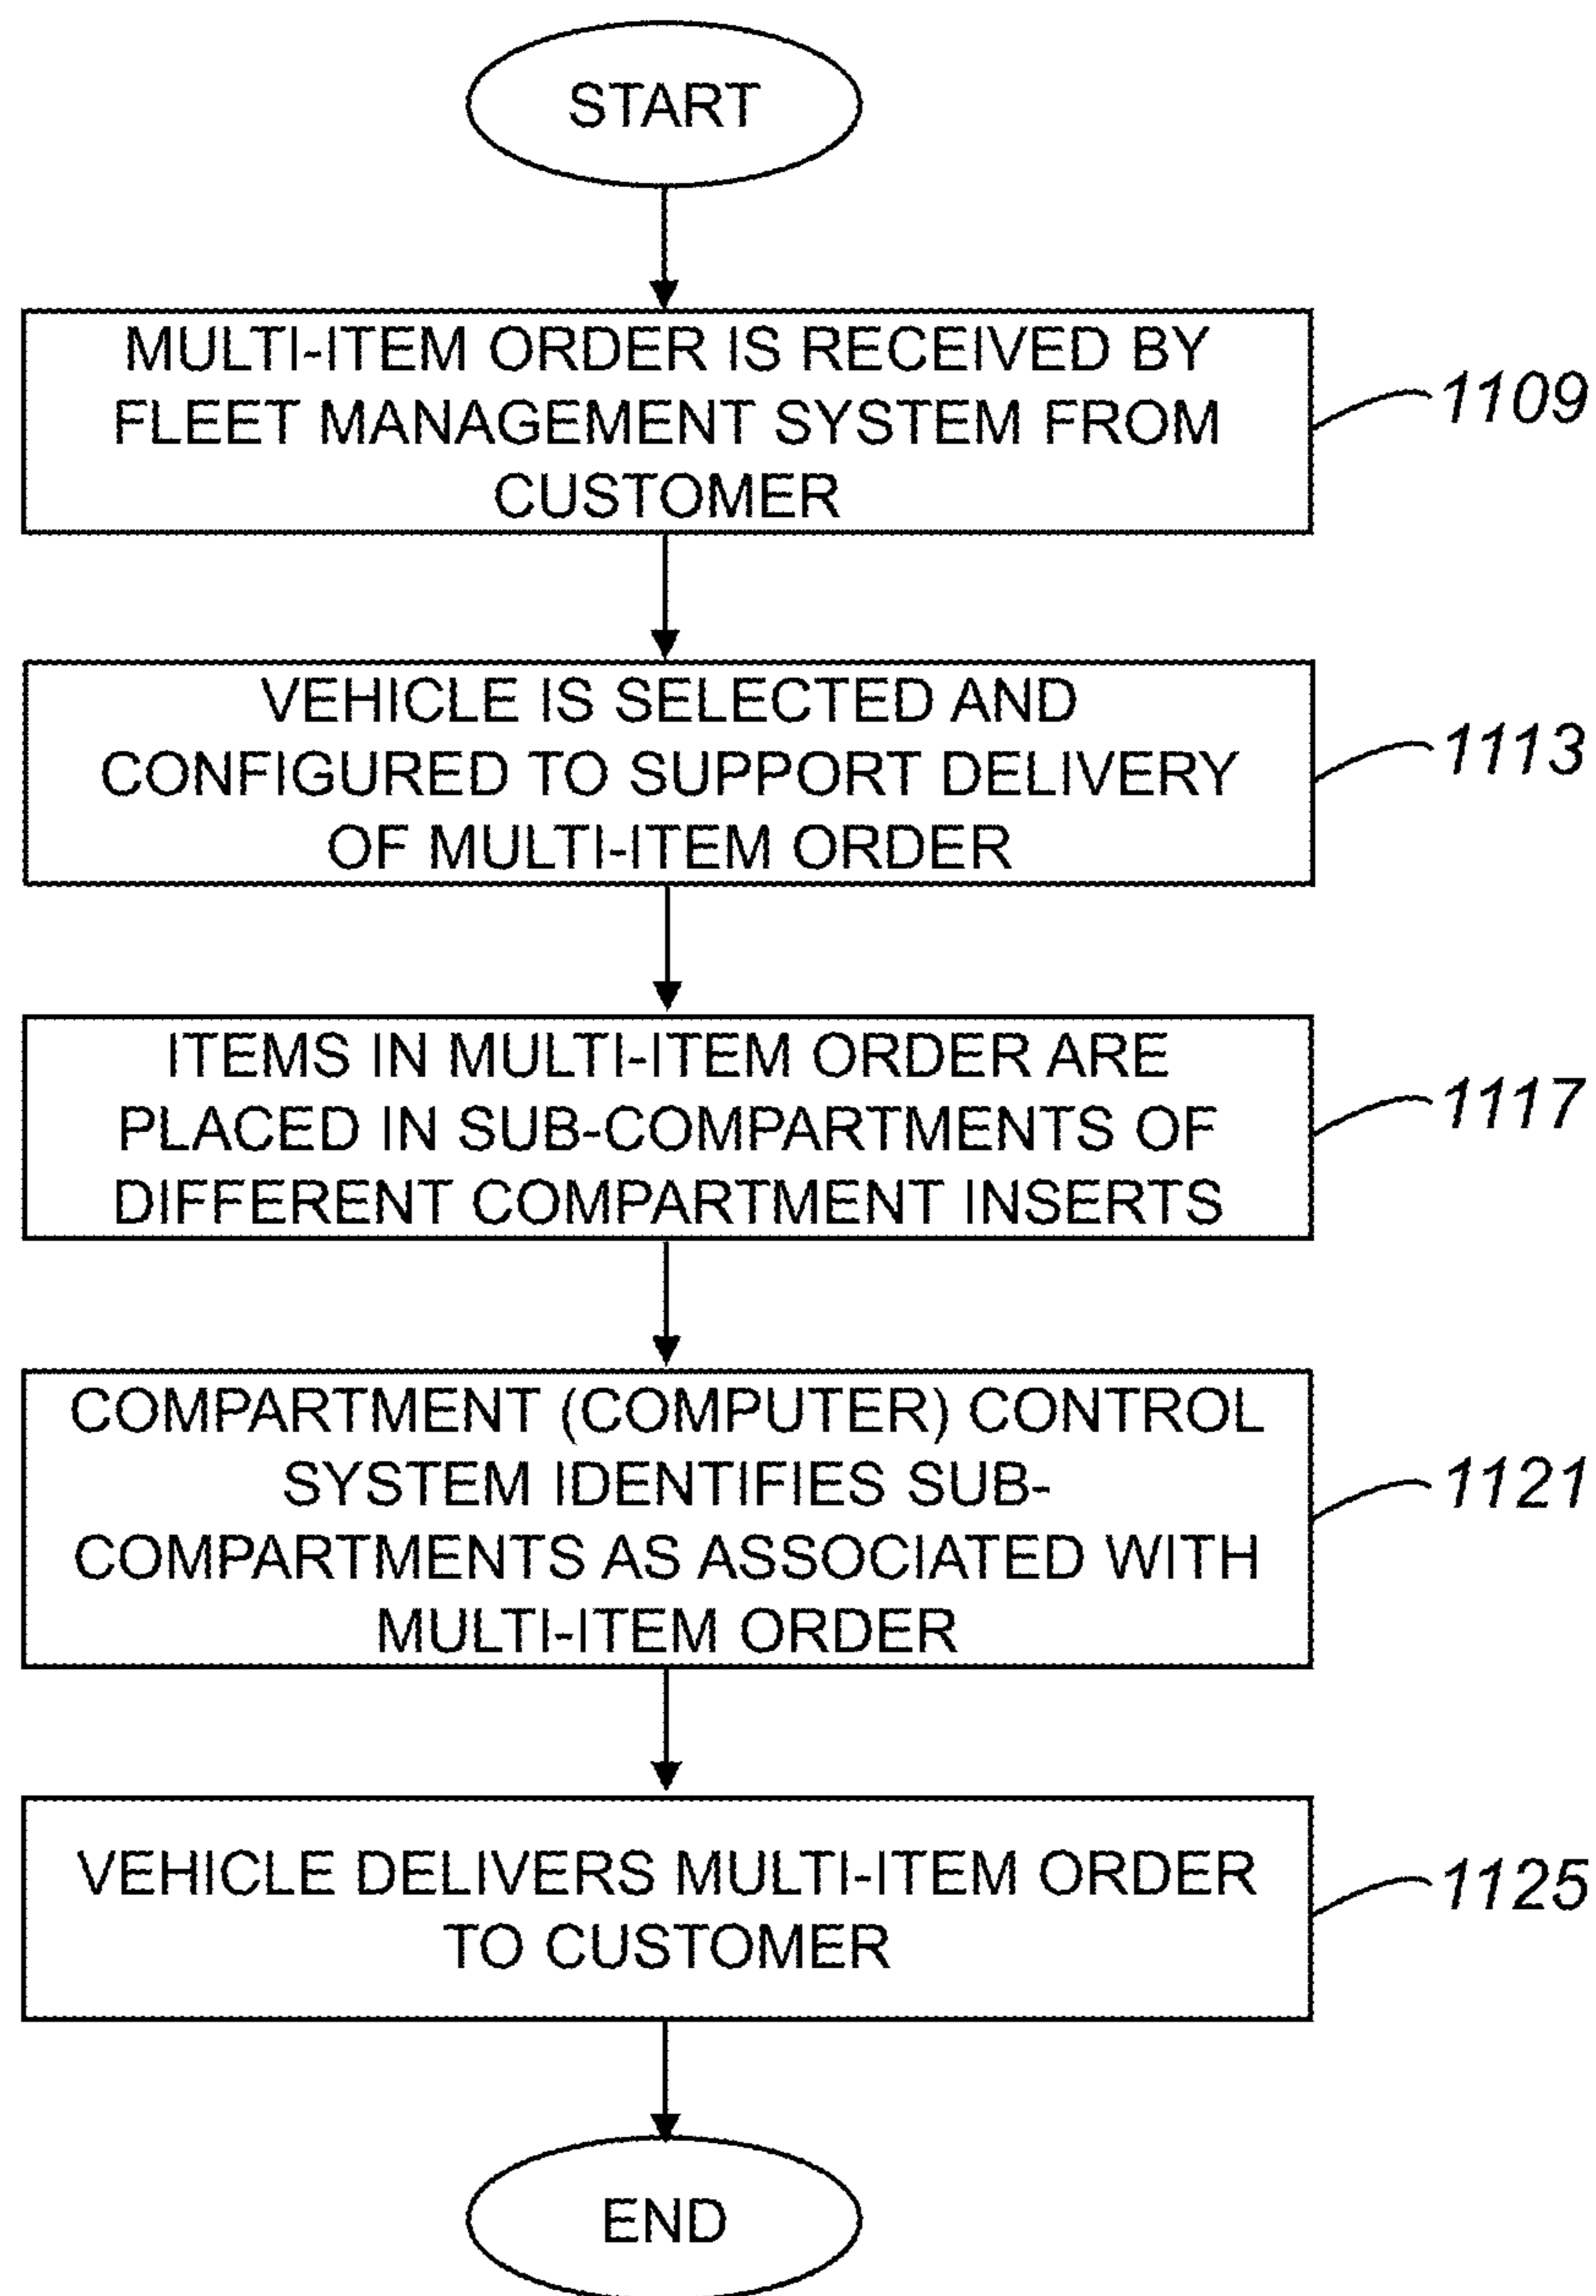 START
MULTI-ITEM ORDER IS RECEIVED BY
FLEET MANAGEMENT SYSTEM FROM
CUSTOMER
1109
VEHICLE IS SELECTED AND
CONFIGURED TO SUPPORT DELIVERY
OF MULTI-ITEM ORDER
1113
ITEMS IN MULTI-ITEM ORDER ARE
PLACED IN SUB-COMPARTMENTS OF
DIFFERENT COMPARTMENT INSERTS
1117
COMPARTMENT (COMPUTER) CONTROL
SYSTEM IDENTIFIES SUB-
COMPARTMENTS AS ASSOCIATED WITH
MULTI-ITEM ORDER
1121
VEHICLE DELIVERS MULTI-ITEM ORDER
TO CUSTOMER
1125
END